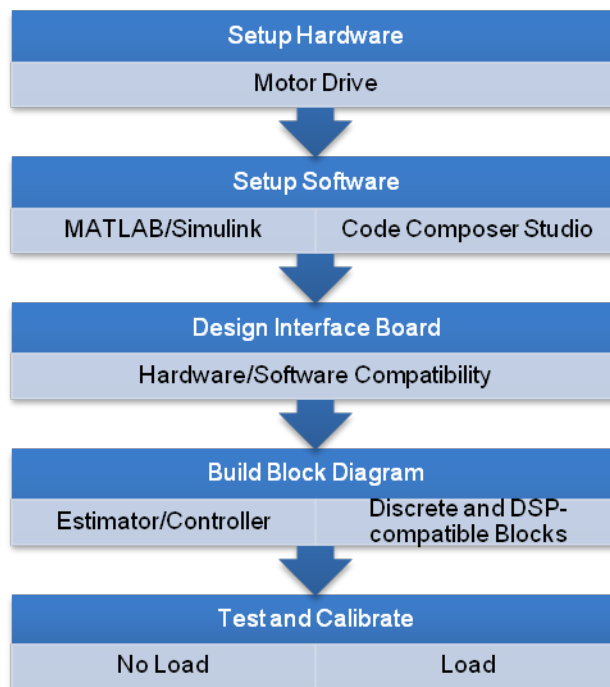 Setup Hardware
Motor Drive
Setup Software
MATLAB/Simulink
Code Composer Studio
Design Interface Board
Hardware/Software Compatibility
Build Block Diagram
Estimator/Controller
Discrete and DSP-
compatible Blocks
Test and Calibrate
No Load
Load